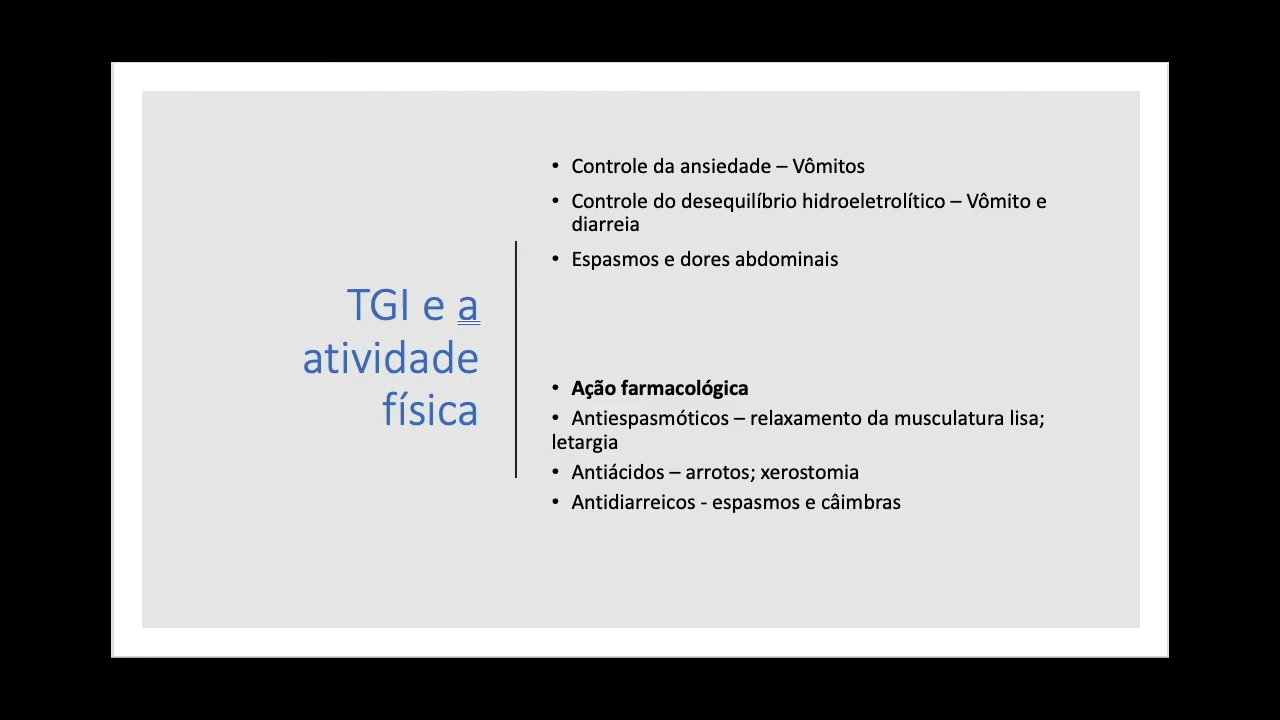 TGI e a
atividade
física
• Controle da ansiedade – Vômitos
• Controle do desequilíbrio hidroeletrolítico – Vômito e
diarreia
• Espasmos e dores abdominais
• Ação farmacológica
• Antiespasmóticos – relaxamento da musculatura lisa;
letargia
• Antiácidos – arrotos; xerostomia
• Antidiarreicos - espasmos e câimbras